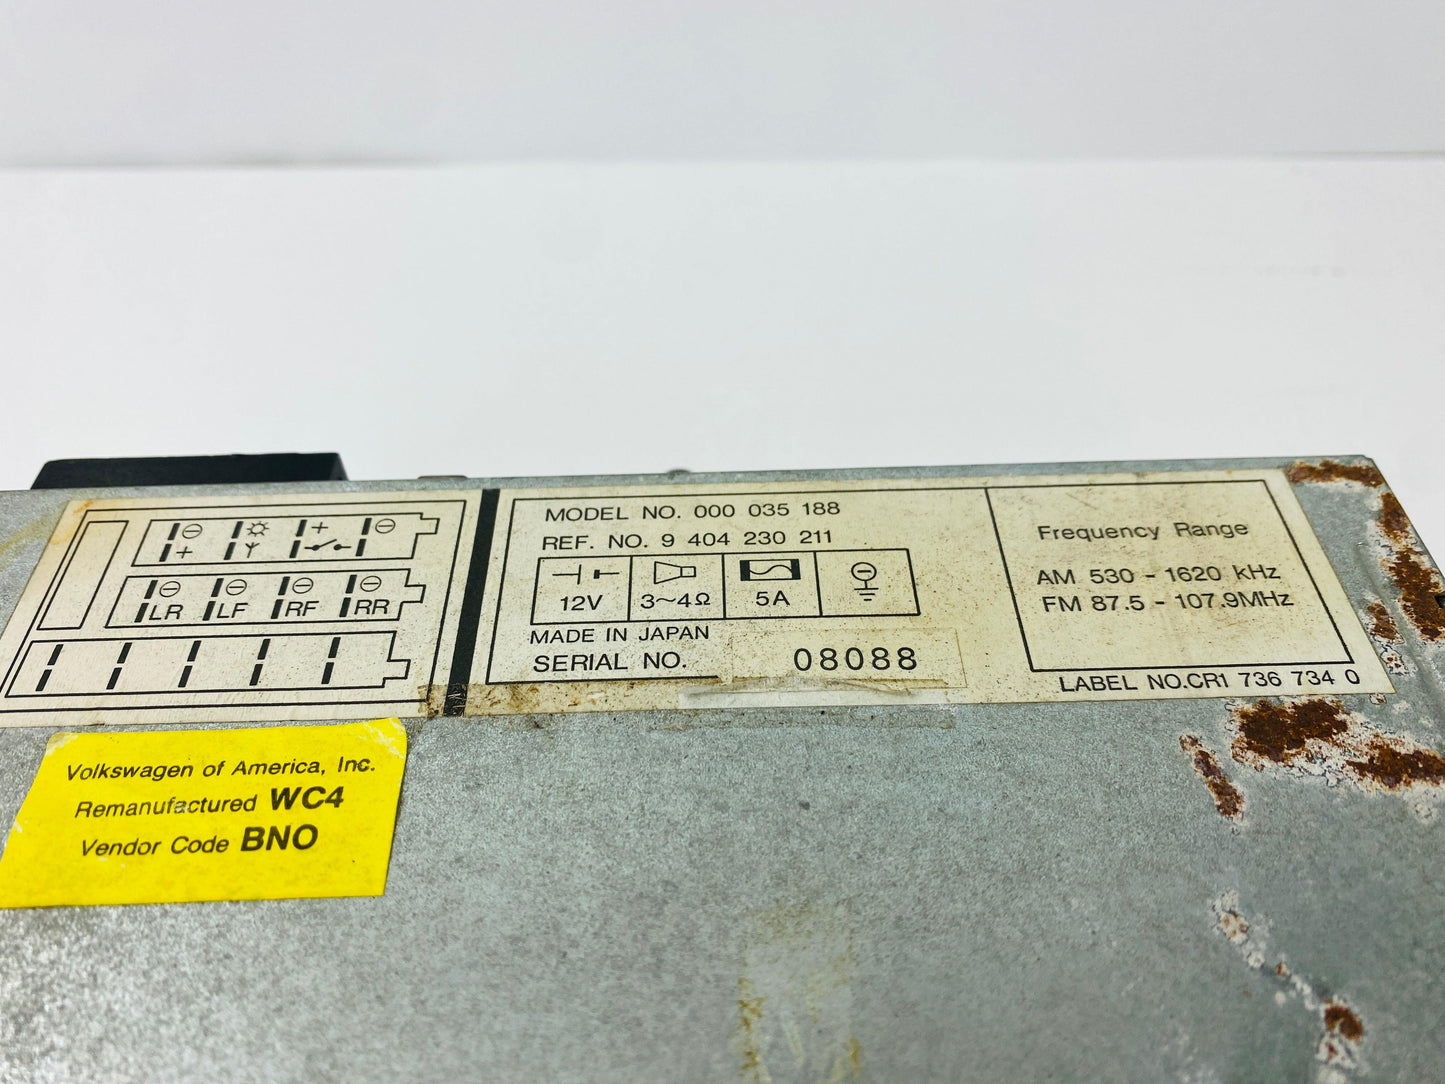 LR LF RF RR
MODEL NO. 000 035 188
REF. NO. 9 404 230 211
12V 3~4Ω 5A
MADE IN JAPAN
SERIAL NO. 08088
Frequency Range
AM 530 - 1620 kHz
FM 87.5 - 107.9MHz
LABEL NO.CR1 736 734 0
Volkswagen of America, Inc.
Remanufactured WC4
Vendor Code BNO